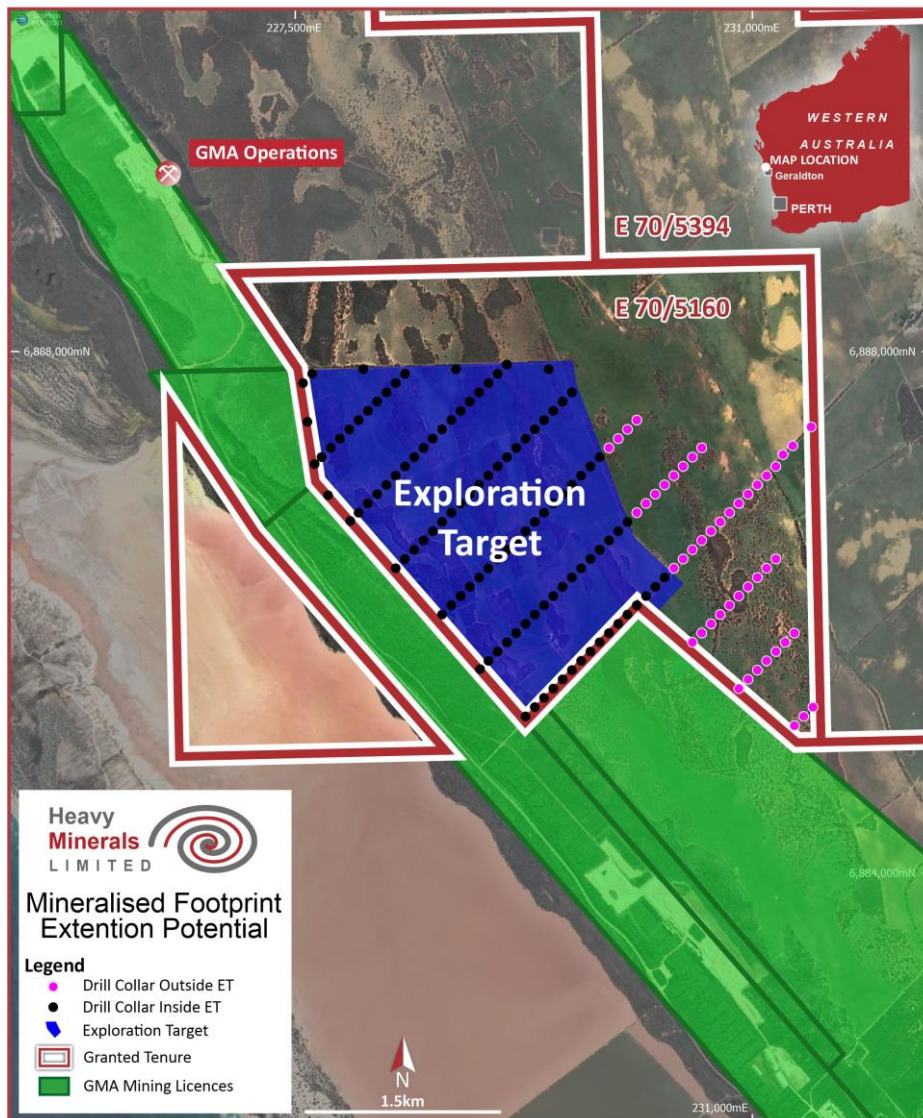 227,500mE
231,000mE
WESTERN
AUSTRALIA
MAP LOCATION
Geraldton
PERTH
GMA Operations
E 70/5394
E 70/5160
6,888,000mN
6,888,000mN
Exploration
Target
6,884,000mN
Heavy
Minerals
LIMITED
Mineralised Footprint
Extention Potential
Legend
Drill Collar Outside ET
Drill Collar Inside ET
Exploration Target
Granted Tenure
GMA Mining Licences
N
1.5km
231,000mE